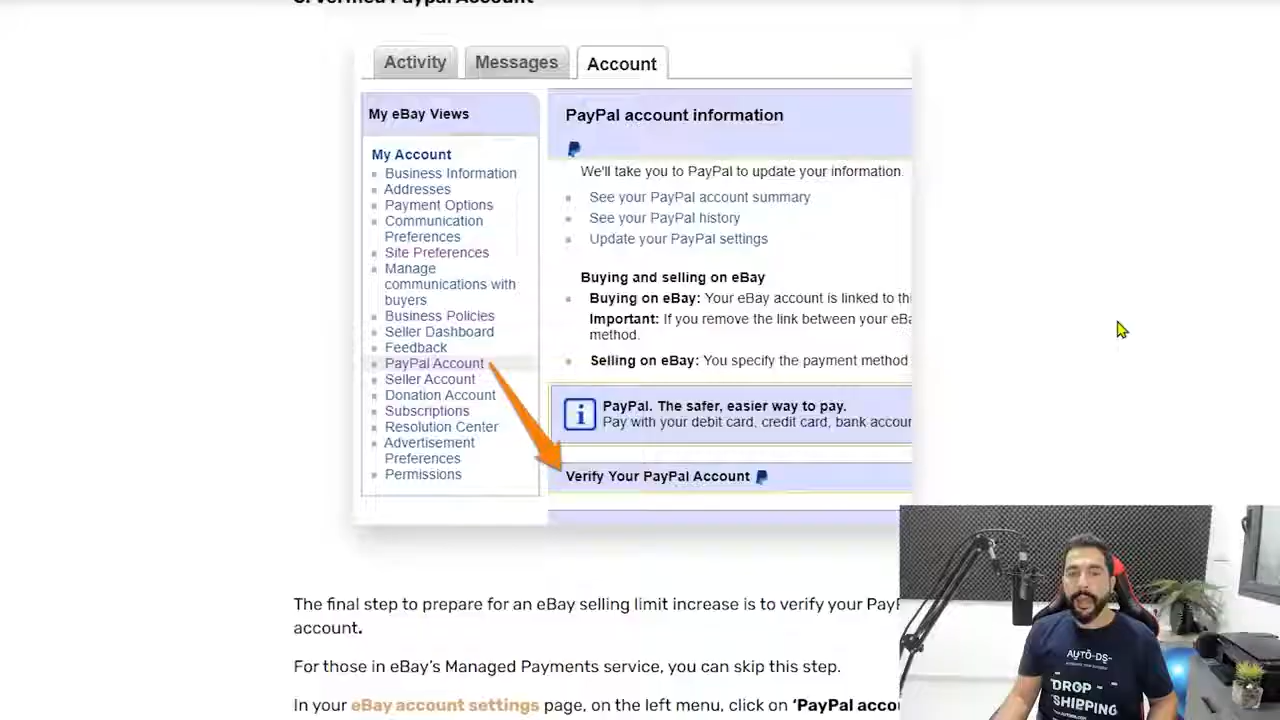 Verified Paypal Account
Activity Messages Account
My eBay Views
My Account
Business Information
Addresses
Payment Options
Communication
Preferences
Site Preferences
Manage
communications with
buyers
Business Policies
Seller Dashboard
Feedback
PayPal Account
Seller Account
Donation Account
Subscriptions
Resolution Center
Advertisement
Preferences
Permissions
PayPal account information
We'll take you to PayPal to update your information.
See your PayPal account summary
See your PayPal history
Update your PayPal settings
Buying and selling on eBay
Buying on eBay: Your eBay account is linked to thi
Important: If you remove the link between your eBa
method.
Selling on eBay: You specify the payment method
i
PayPal. The safer, easier way to pay.
Pay with your debit card, credit card, bank accour
Verify Your PayPal Account
The final step to prepare for an eBay selling limit increase is to verify your PayP
account.
For those in eBay's Managed Payments service, you can skip this step.
In your eBay account settings page, on the left menu, click on 'PayPal acco
AUTO-DS
DROP
SHIPPING